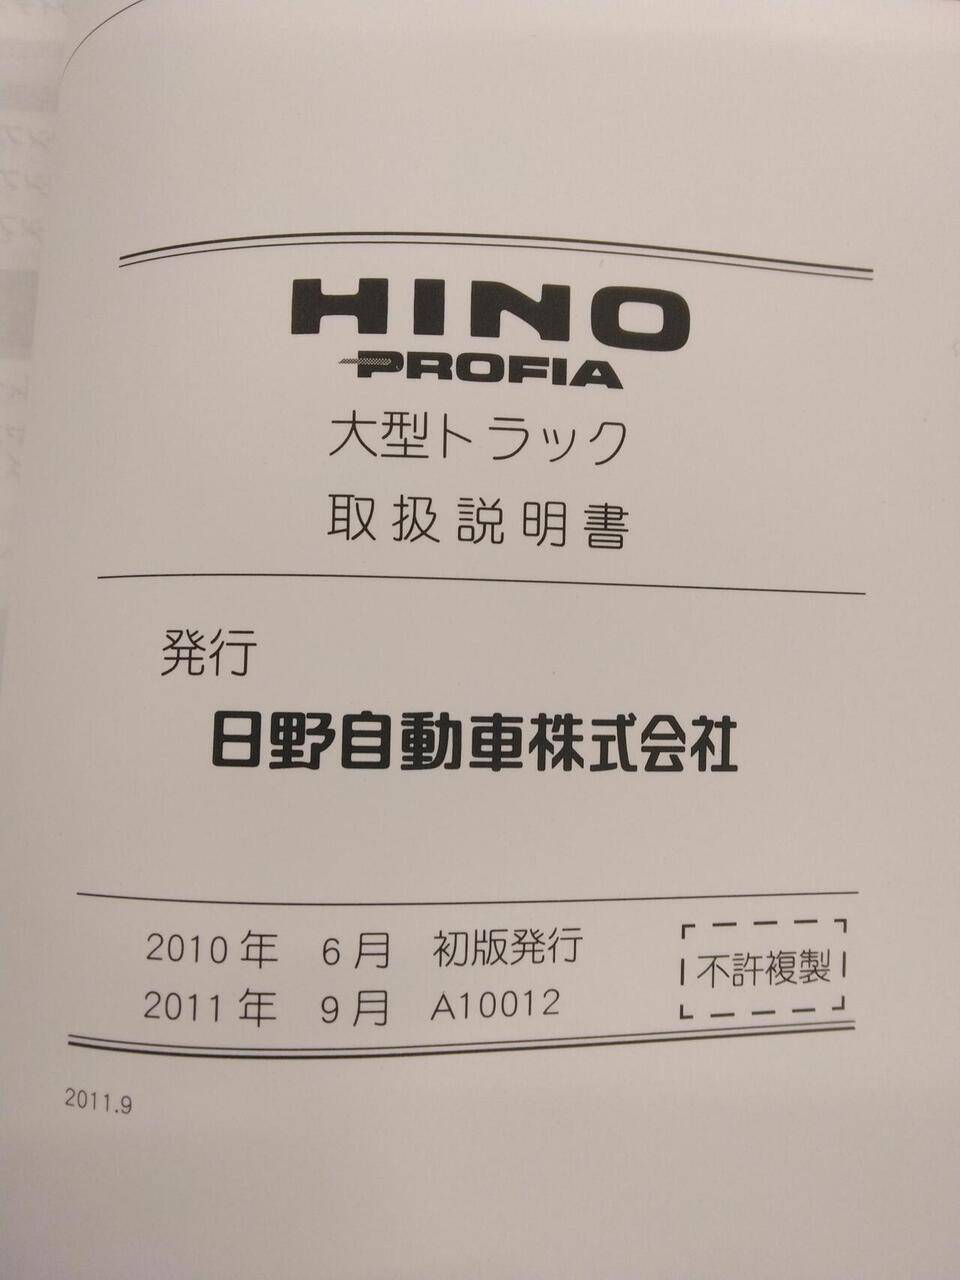 HINO
PROFIA
大型トラック
取扱説明書
発行
日野自動車株式会社
2010年 6月 初版発行
2011年 9月 A10012
不許複製
2011.9